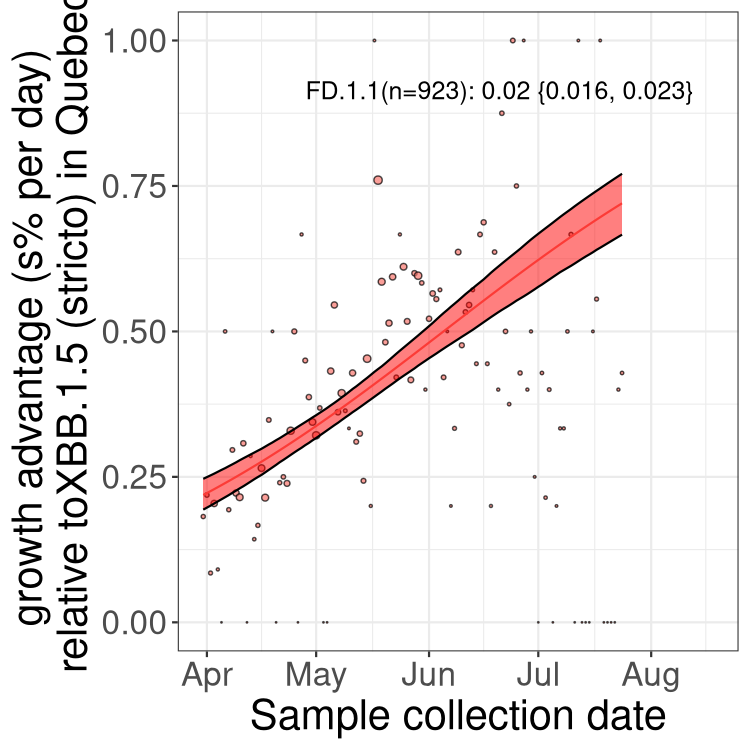 growth advantage (s% per day)
relative toXBB.1.5 (stricto) in Quebec
1.00
0.75
0.50
0.25
0.00
FD.1.1(n=923): 0.02 {0.016, 0.023}
Apr May Jun Jul Aug
Sample collection date